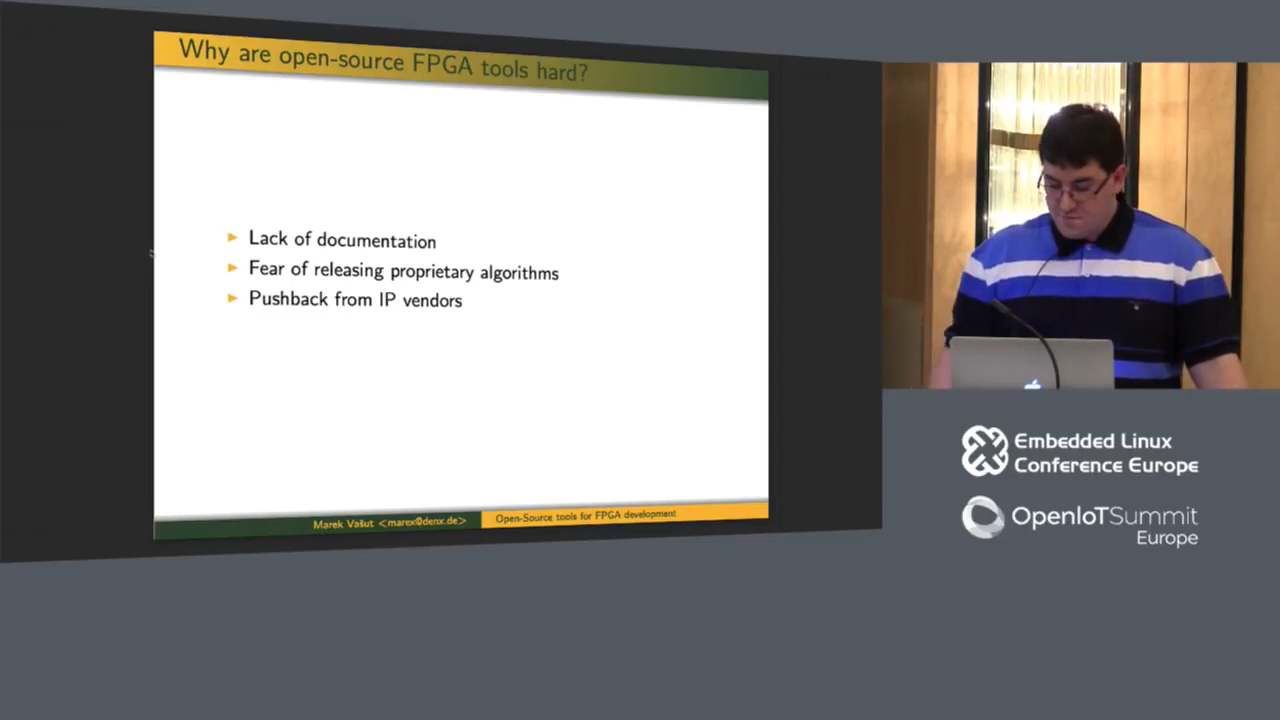 Why are open-source FPGA tools hard?
Lack of documentation
Fear of releasing proprietary algorithms
Pushback from IP vendors
Marek Vašut <marex@denx.de>
Open-Source tools for FPGA development
Embedded Linux
Conference Europe
OpenIoTSummit
Europe